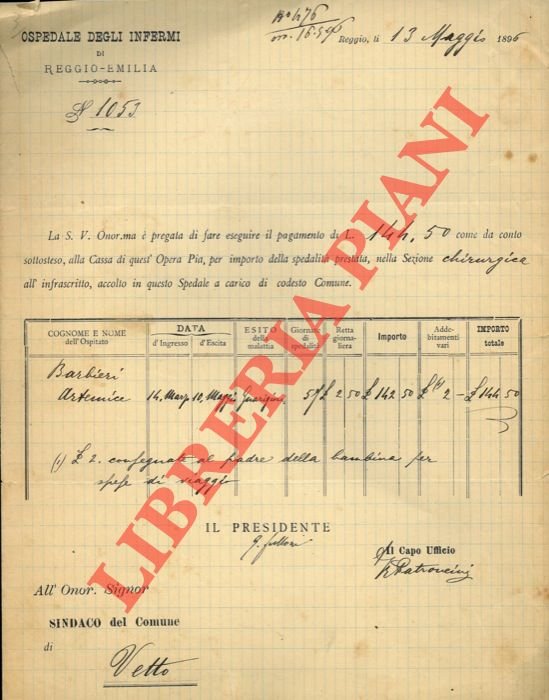 OSPEDALE DEGLI INFERMI
DI
REGGIO-EMILIA
N 1053
No 476
Reggio, li 13 Maggio 1896
La S. V. Onor.ma è pregata di fare eseguire il pagamento di L. 144,50 come da conto
sottosteso, alla Cassa di quest' Opera Pia, per importo della spedalità prestata, nella Sezione chirurgica
all' infrascritto, accolto in questo Spedale a carico di codesto Comune.
COGNOME E NOME dell'Ospitato DATA d'Ingresso d'Escita ESITO della malattia Giornate di spedalità Retta giornaliera Importo Addebitamenti vari IMPORTO totale
Barbieri
Artemice 14. Marzo 10. Maggio Guarigione 57 £ 2 50 £ 142 50 £ (1) 2 - £ 144 50
(1) £ 2. consegnate al padre della bambina per
spese di viaggio
IL PRESIDENTE
Il Capo Ufficio
All' Onor. Signor
SINDACO del Comune
di
Vetto
LIBRERIA PIANI